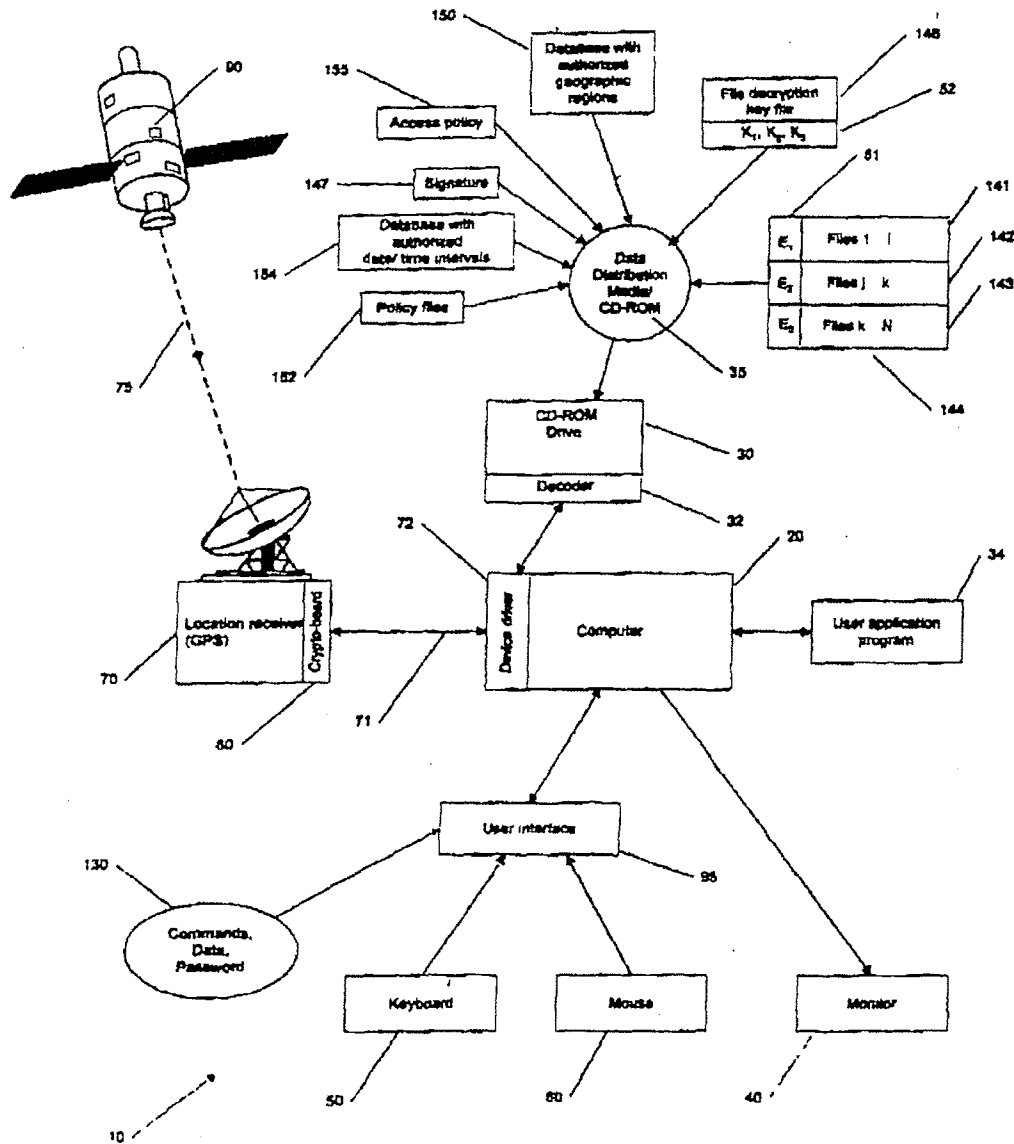 150
Database with
authorized
geographic
regions
146
File decryption
key file
K₁, K₂, K₃
52
90
155
Access policy
147
Signature
Database with
authorized
date/ time intervals
154
Policy files
152
Data
Distribution
Media/
CD-ROM
35
61
141
E₁ Files 1 i
142
E₂ Files j k
143
E₃ Files k N
144
75
CD-ROM
Drive
30
Decoder
32
72
20
34
Location receiver
(GPS)
Crypto-board
Device driver
Computer
User application
program
70
80
71
User interface
95
130
Commands,
Data,
Password
Keyboard
Mouse
Monitor
50
60
40
10